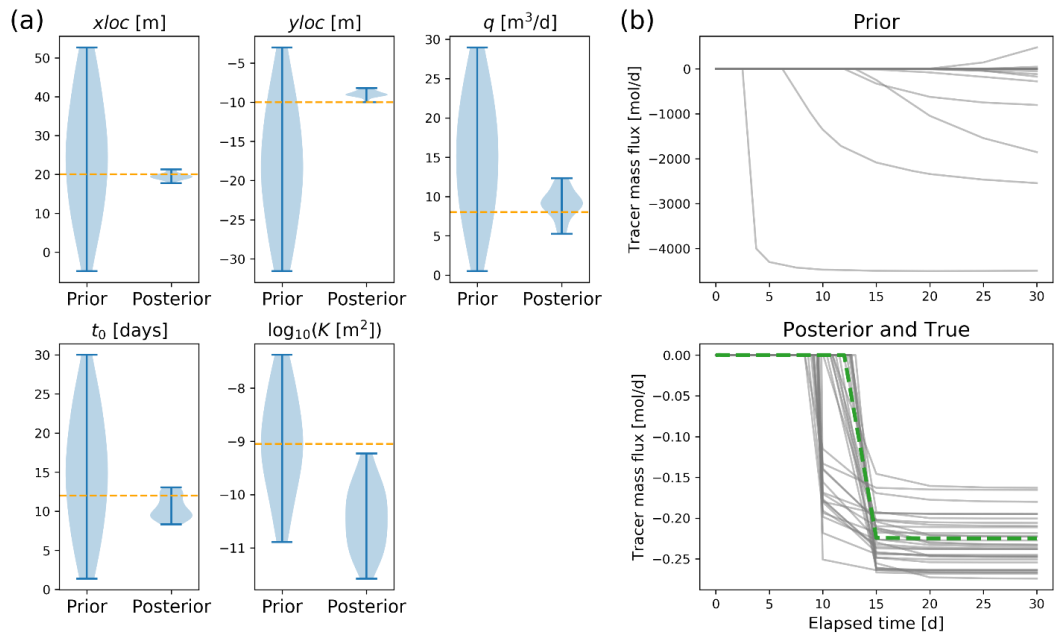 (a)
xloc [m]
50
40
30
20
10
0
Prior Posterior
yloc [m]
−5
−10
−15
−20
−25
−30
Prior Posterior
q [m³/d]
30
25
20
15
10
5
0
Prior Posterior
t₀ [days]
30
25
20
15
10
5
0
Prior Posterior
log₁₀(K [m²])
−8
−9
−10
−11
Prior Posterior
(b)
Prior
Tracer mass flux [mol/d]
0
−1000
−2000
−3000
−4000
0 5 10 15 20 25 30
Posterior and True
Tracer mass flux [mol/d]
0.00
−0.05
−0.10
−0.15
−0.20
−0.25
0 5 10 15 20 25 30
Elapsed time [d]